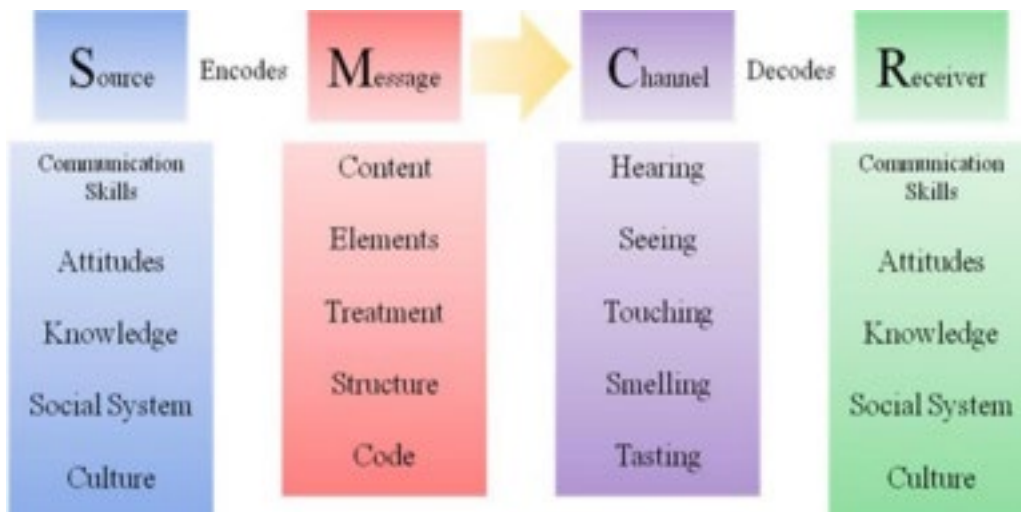 Source Encodes Message Channel Decodes Receiver
Communication
Skills
Attitudes
Knowledge
Social System
Culture
Content
Elements
Treatment
Structure
Code
Hearing
Seeing
Touching
Smelling
Tasting
Communication
Skills
Attitudes
Knowledge
Social System
Culture